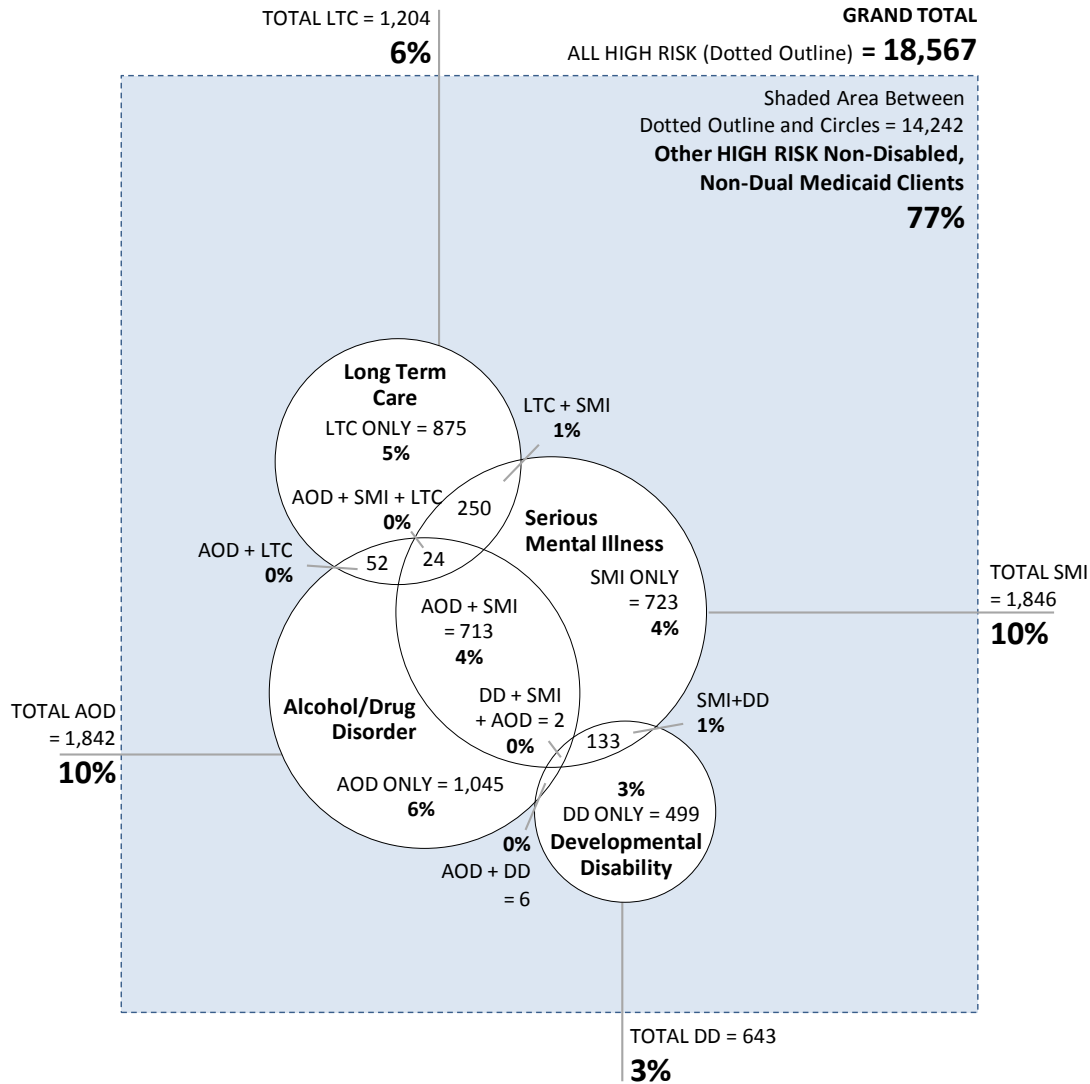 TOTAL LTC = 1,204
6%
GRAND TOTAL
ALL HIGH RISK (Dotted Outline) = 18,567
Shaded Area Between
Dotted Outline and Circles = 14,242
Other HIGH RISK Non-Disabled,
Non-Dual Medicaid Clients
77%
Long Term
Care
LTC ONLY = 875
5%
LTC + SMI
1%
AOD + SMI + LTC
0%
250
Serious
Mental Illness
AOD + LTC
0%
52
24
SMI ONLY
= 723
4%
TOTAL SMI
= 1,846
10%
AOD + SMI
= 713
4%
DD + SMI
+ AOD = 2
0%
SMI+DD
1%
133
TOTAL AOD
= 1,842
10%
Alcohol/Drug
Disorder
AOD ONLY = 1,045
6%
3%
DD ONLY = 499
Developmental
Disability
0%
AOD + DD
= 6
TOTAL DD = 643
3%